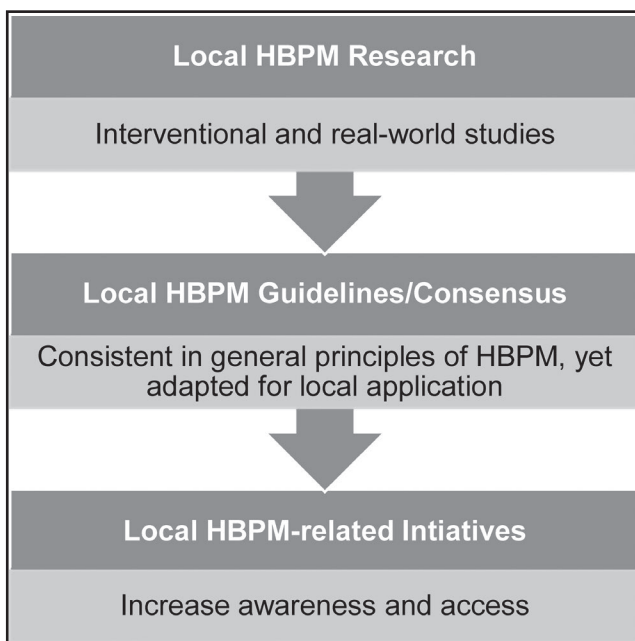 Local HBPM Research
Interventional and real-world studies
Local HBPM Guidelines/Consensus
Consistent in general principles of HBPM, yet
adapted for local application
Local HBPM-related Intiatives
Increase awareness and access